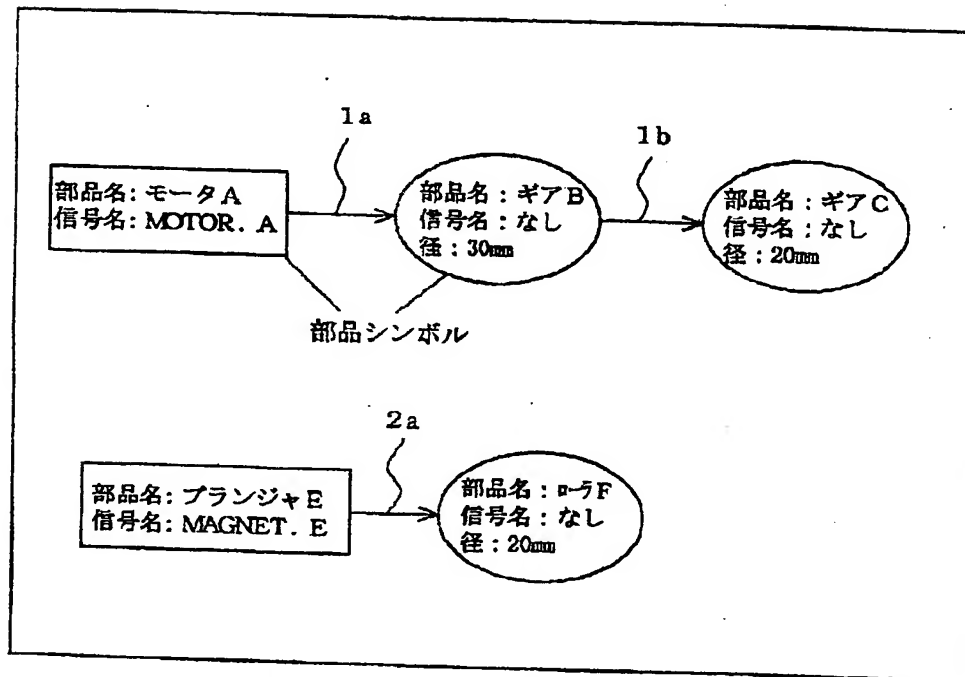 1a
1b
部品名: モータA
信号名: MOTOR. A
部品名：ギアB
信号名：なし
径：30mm
部品名：ギアC
信号名：なし
径：20mm
部品シンボル
2a
部品名: プランジャE
信号名: MAGNET. E
部品名：ﾛｰﾗF
信号名：なし
径：20mm